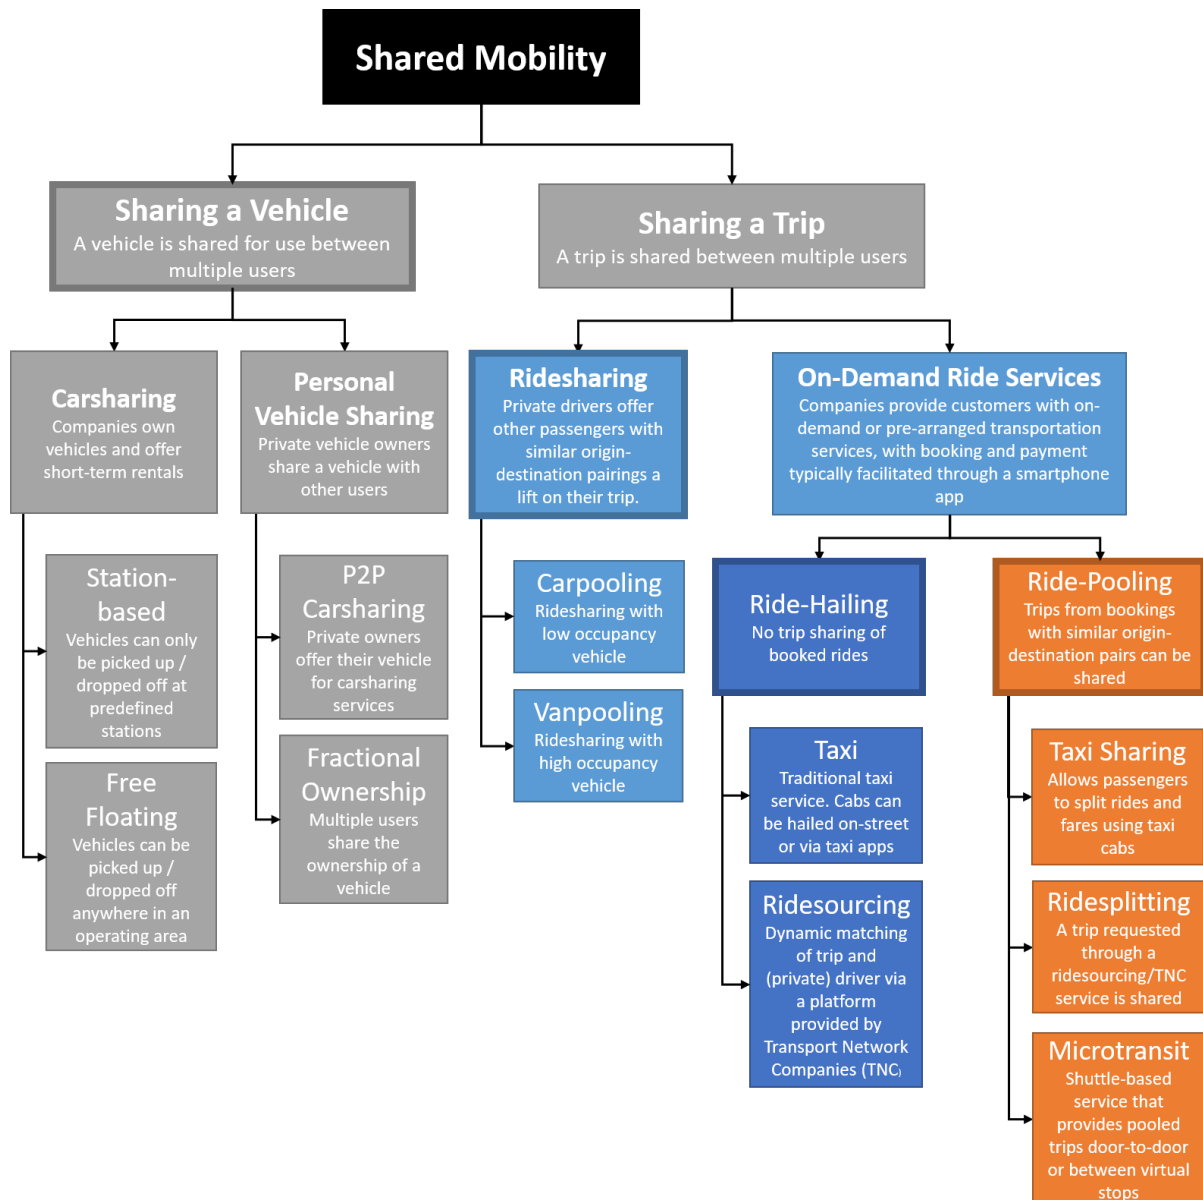 Shared Mobility
Sharing a Vehicle
A vehicle is shared for use between
multiple users
Sharing a Trip
A trip is shared between multiple users
Carsharing
Companies own
vehicles and offer
short-term rentals
Personal
Vehicle Sharing
Private vehicle owners
share a vehicle with
other users
Ridesharing
Private drivers offer
other passengers with
similar origin-
destination pairings a
lift on their trip.
On-Demand Ride Services
Companies provide customers with on-
demand or pre-arranged transportation
services, with booking and payment
typically facilitated through a smartphone
app
Station-
based
Vehicles can only
be picked up /
dropped off at
predefined
stations
Free
Floating
Vehicles can be
picked up /
dropped off
anywhere in an
operating area
P2P
Carsharing
Private owners
offer their vehicle
for carsharing
services
Fractional
Ownership
Multiple users
share the
ownership of a
vehicle
Carpooling
Ridesharing with
low occupancy
vehicle
Vanpooling
Ridesharing with
high occupancy
vehicle
Ride-Hailing
No trip sharing of
booked rides
Taxi
Traditional taxi
service. Cabs can
be hailed on-street
or via taxi apps
Ridesourcing
Dynamic matching
of trip and
(private) driver via
a platform
provided by
Transport Network
Companies (TNC)
Ride-Pooling
Trips from bookings
with similar origin-
destination pairs can be
shared
Taxi Sharing
Allows passengers
to split rides and
fares using taxi
cabs
Ridesplitting
A trip requested
through a
ridesourcing/TNC
service is shared
Microtransit
Shuttle-based
service that
provides pooled
trips door-to-door
or between virtual
stops